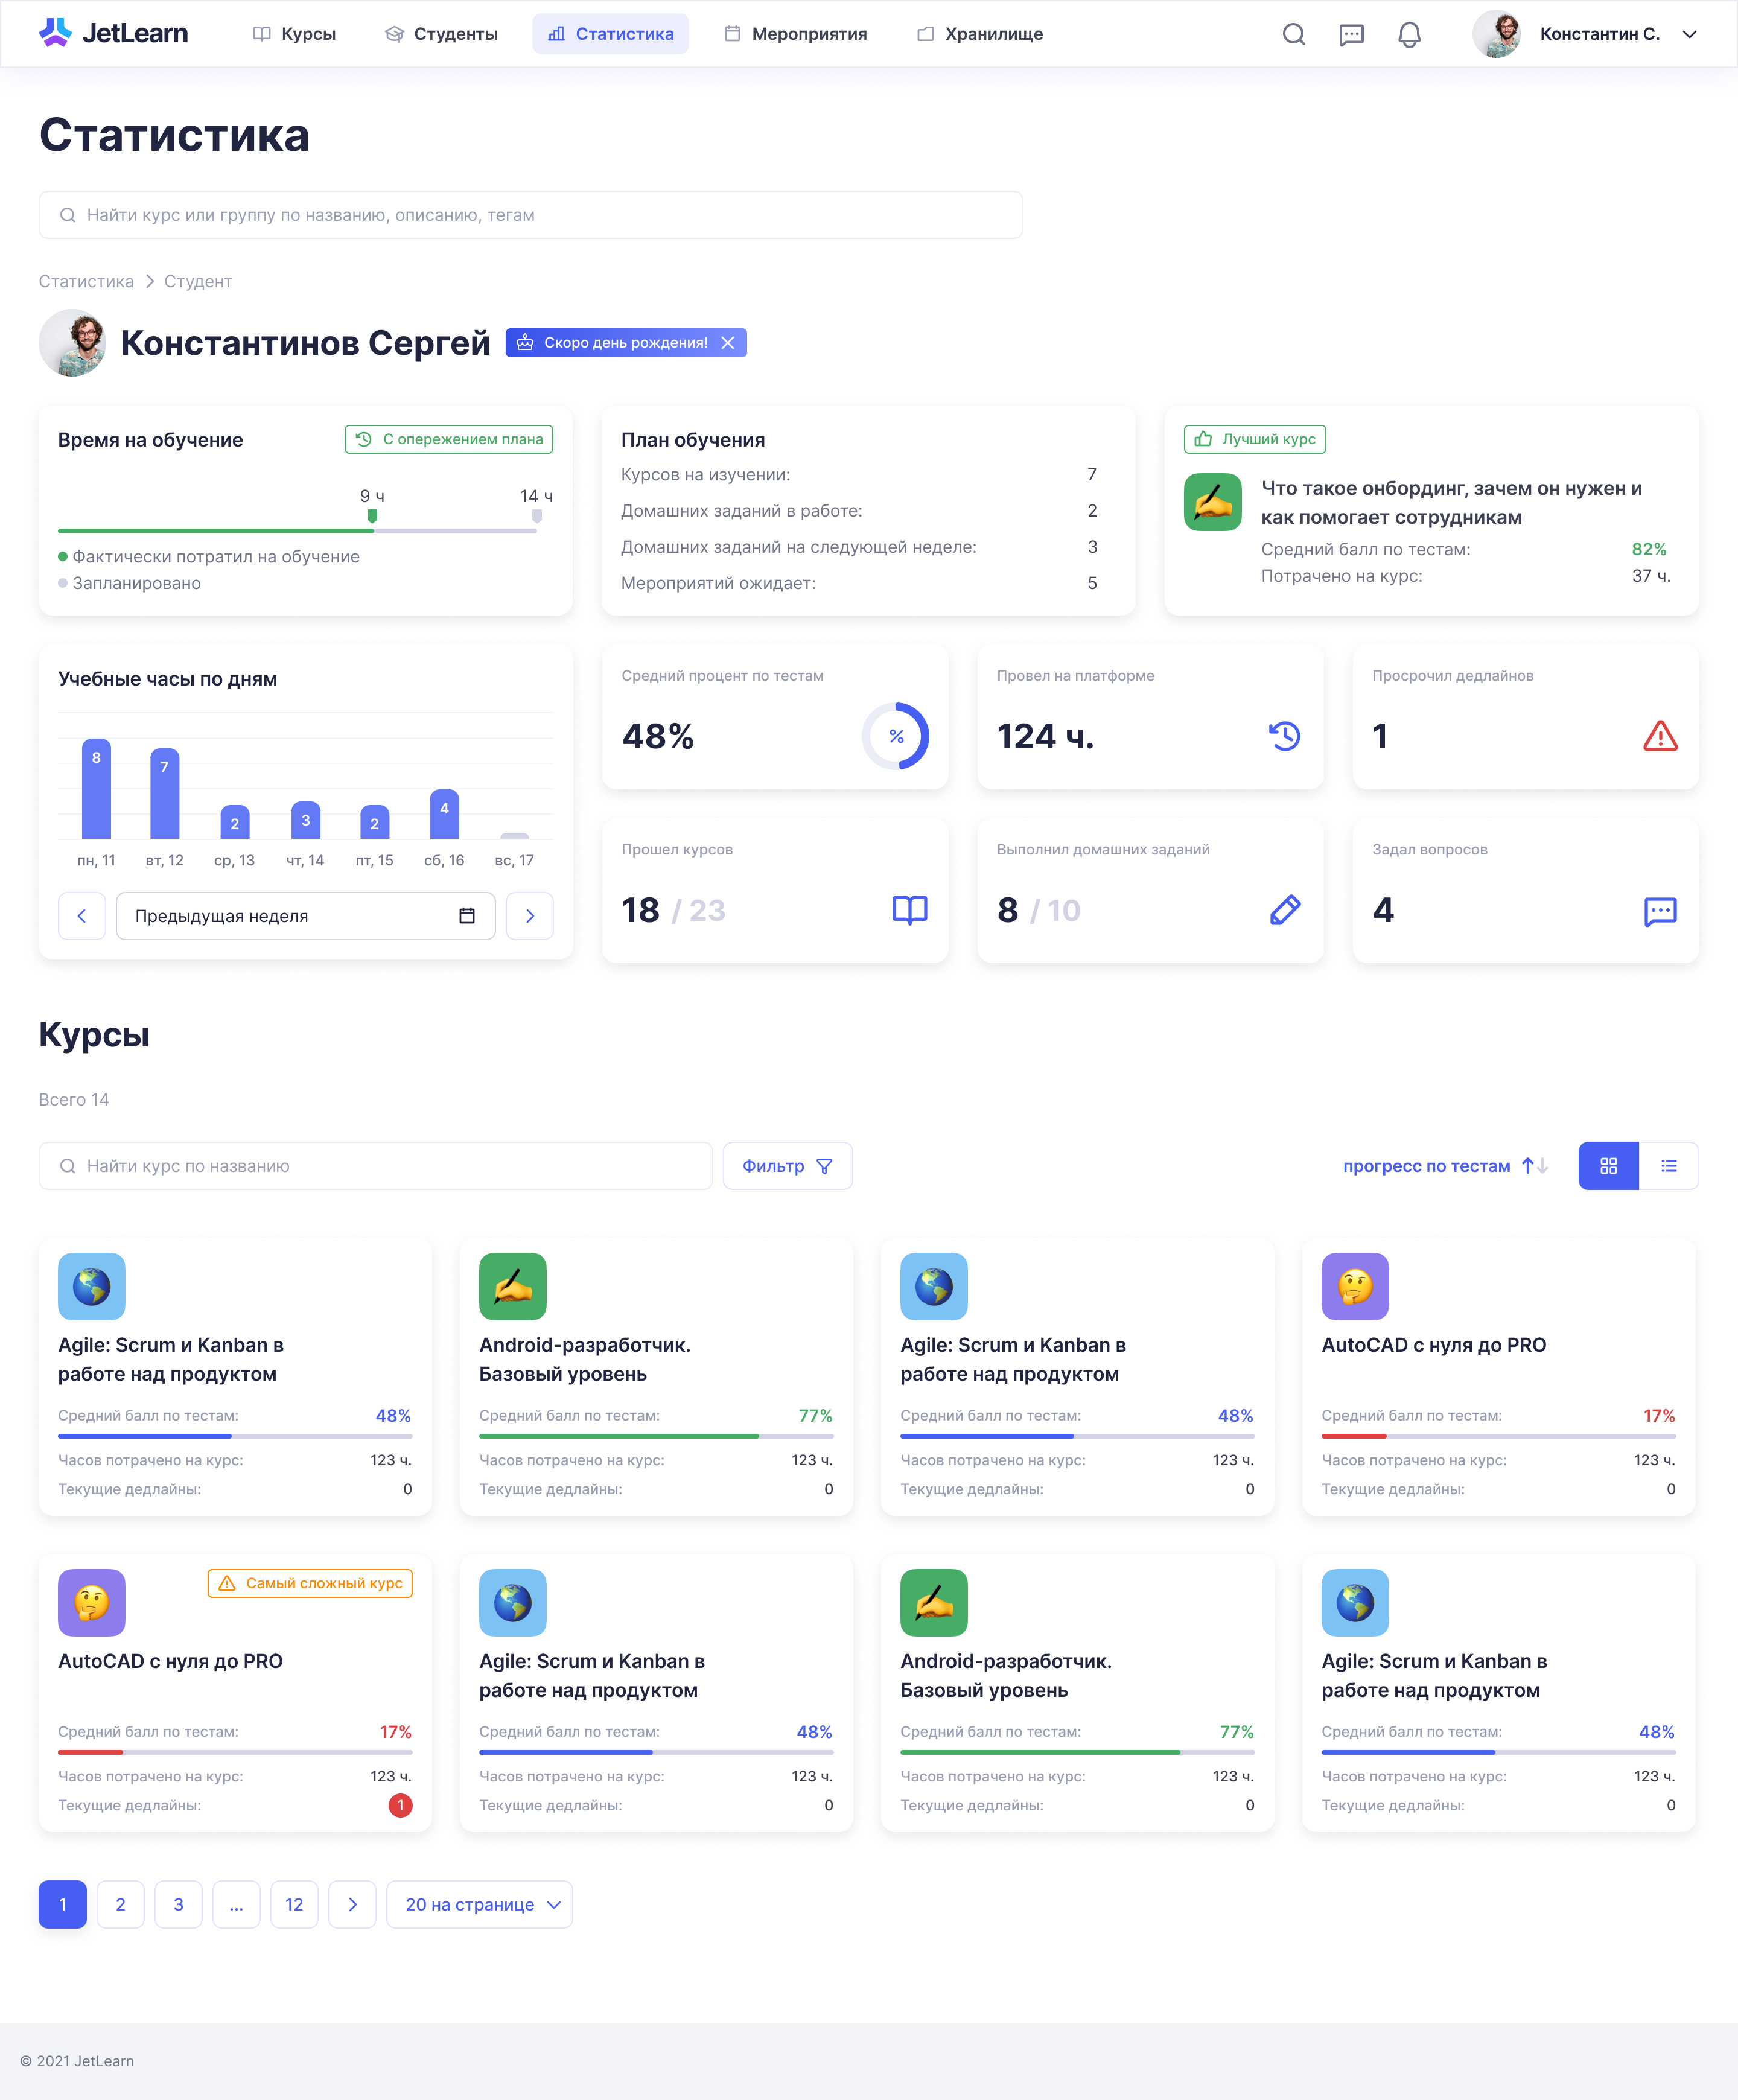 JetLearn
Курсы
Студенты
Статистика
Мероприятия
Хранилище
Константин С.
Статистика
Найти курс или группу по названию, описанию, тегам
Статистика
Студент
Константинов Сергей
Скоро день рождения!
Время на обучение
С опережением плана
9 ч
14 ч
Фактически потратил на обучение
Запланировано
План обучения
Курсов на изучении: 7
Домашних заданий в работе: 2
Домашних заданий на следующей неделе: 3
Мероприятий ожидает: 5
Лучший курс
Что такое онбординг, зачем он нужен и
как помогает сотрудникам
Средний балл по тестам: 82%
Потрачено на курс: 37 ч.
Учебные часы по дням
8
7
2
3
2
4
пн, 11
вт, 12
ср, 13
чт, 14
пт, 15
сб, 16
вс, 17
Предыдущая неделя
Средний процент по тестам
48%
%
Провел на платформе
124 ч.
Просрочил дедлайнов
1
Прошел курсов
18 / 23
Выполнил домашних заданий
8 / 10
Задал вопросов
4
Курсы
Всего 14
Найти курс по названию
Фильтр
прогресс по тестам
Agile: Scrum и Kanban в
работе над продуктом
Средний балл по тестам: 48%
Часов потрачено на курс: 123 ч.
Текущие дедлайны: 0
Android-разработчик.
Базовый уровень
Средний балл по тестам: 77%
Часов потрачено на курс: 123 ч.
Текущие дедлайны: 0
Agile: Scrum и Kanban в
работе над продуктом
Средний балл по тестам: 48%
Часов потрачено на курс: 123 ч.
Текущие дедлайны: 0
AutoCAD с нуля до PRO
Средний балл по тестам: 17%
Часов потрачено на курс: 123 ч.
Текущие дедлайны: 0
Самый сложный курс
AutoCAD с нуля до PRO
Средний балл по тестам: 17%
Часов потрачено на курс: 123 ч.
Текущие дедлайны: 1
Agile: Scrum и Kanban в
работе над продуктом
Средний балл по тестам: 48%
Часов потрачено на курс: 123 ч.
Текущие дедлайны: 0
Android-разработчик.
Базовый уровень
Средний балл по тестам: 77%
Часов потрачено на курс: 123 ч.
Текущие дедлайны: 0
Agile: Scrum и Kanban в
работе над продуктом
Средний балл по тестам: 48%
Часов потрачено на курс: 123 ч.
Текущие дедлайны: 0
1
2
3
...
12
20 на странице
© 2021 JetLearn